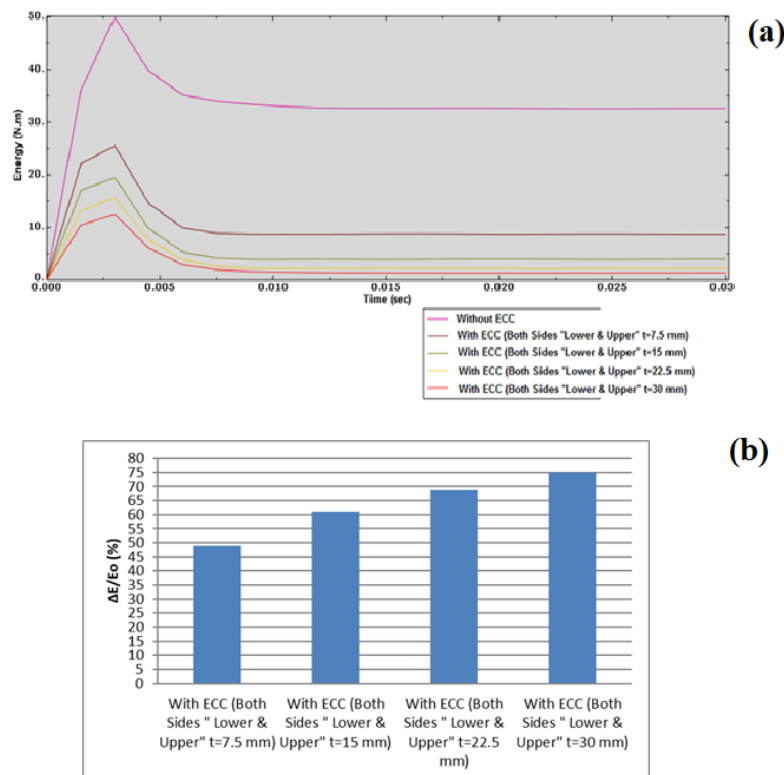 (a)
Energy (N.m)
50.
40.
30.
20.
10.
0.
0.000 0.005 0.010 0.015 0.020 0.025 0.030
Time (sec)
Without ECC
With ECC (Both Sides "Lower & Upper" t=7.5 mm)
With ECC (Both Sides "Lower & Upper" t=15 mm)
With ECC (Both Sides "Lower & Upper" t=22.5 mm)
With ECC (Both Sides "Lower & Upper" t=30 mm)
(b)
ΔE/Eo (%)
80
75
70
65
60
55
50
45
40
35
30
25
20
15
10
5
0
With ECC (Both
Sides " Lower &
Upper" t=7.5 mm)
With ECC (Both
Sides " Lower &
Upper" t=15 mm)
With ECC (Both
Sides " Lower &
Upper" t=22.5
mm)
With ECC (Both
Sides " Lower &
Upper" t=30 mm)